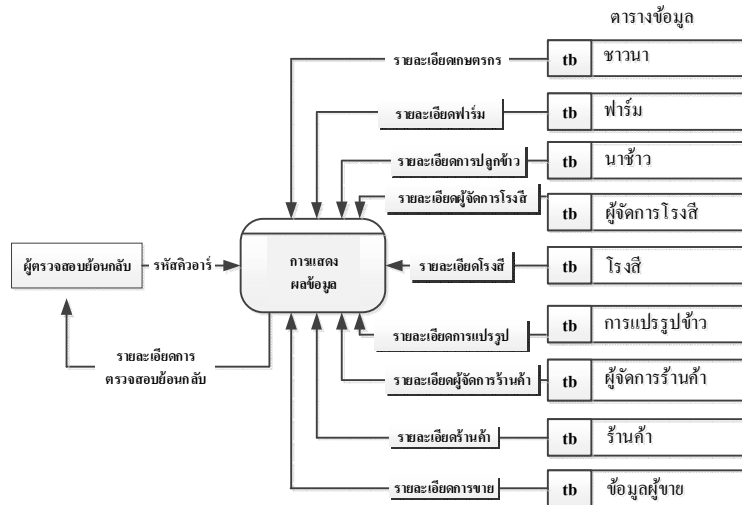 ตารางข้อมูล
รายละเอียดเกษตรกร tb ชาวนา
รายละเอียดฟาร์ม tb ฟาร์ม
รายละเอียดการปลูกข้าว tb นาช้าว
รายละเอียดผู้จัดการโรงสี tb ผู้จัดการโรงสี
ผู้ตรวจสอบย้อนกลับ รหัสคิวอาร์ การแสดง
ผลข้อมูล
รายละเอียดโรงสี tb โรงสี
รายละเอียดการแปรรูป tb การแปรรูปข้าว
รายละเอียดการ
ตรวจสอบย้อนกลับ
รายละเอียดผู้จัดการร้านค้า tb ผู้จัดการร้านค้า
รายละเอียดร้านค้า tb ร้านค้า
รายละเอียดการขาย tb ข้อมูลผู้ขาย